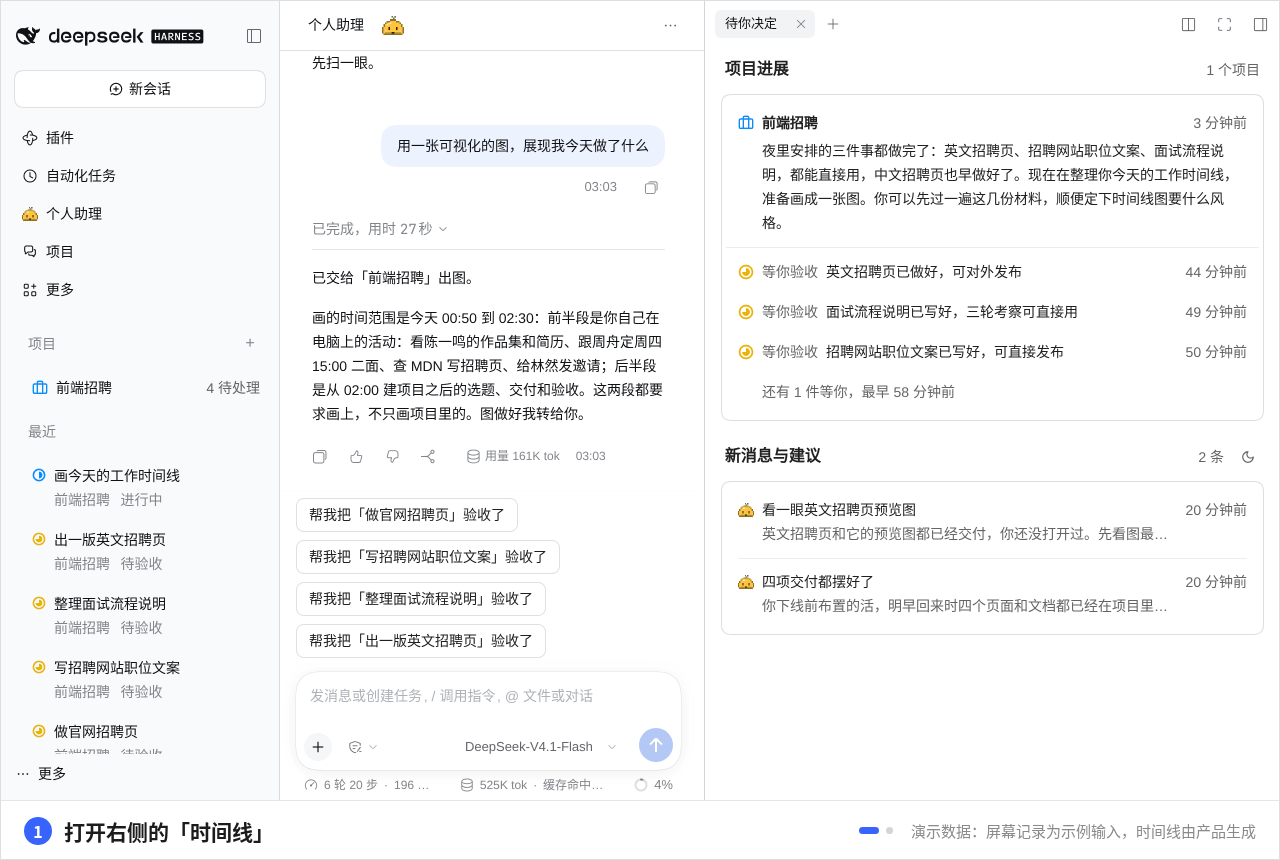 deepseek HARNESS
新会话
插件
自动化任务
个人助理
项目
更多
项目
前端招聘 4 待处理
最近
画今天的工作时间线
前端招聘 进行中
出一版英文招聘页
前端招聘 待验收
整理面试流程说明
前端招聘 待验收
写招聘网站职位文案
前端招聘 待验收
做官网招聘页
前端招聘 待验收
更多
个人助理
先扫一眼。
用一张可视化的图，展现我今天做了什么
03:03
已完成，用时 27秒
已交给「前端招聘」出图。
画的时间范围是今天 00:50 到 02:30：前半段是你自己在
电脑上的活动：看陈一鸣的作品集和简历、跟周舟定周四
15:00 二面、查 MDN 写招聘页、给林然发邀请；后半段
是从 02:00 建项目之后的选题、交付和验收。这两段都要
求画上，不只画项目里的。图做好我转给你。
用量 161K tok 03:03
帮我把「做官网招聘页」验收了
帮我把「写招聘网站职位文案」验收了
帮我把「整理面试流程说明」验收了
帮我把「出一版英文招聘页」验收了
发消息或创建任务, / 调用指令, @ 文件或对话
DeepSeek-V4.1-Flash
6 轮 20 步 · 196 … 525K tok · 缓存命中… 4%
待你决定
项目进展 1 个项目
前端招聘 3 分钟前
夜里安排的三件事都做完了：英文招聘页、招聘网站职位文案、面试流程说
明，都能直接用，中文招聘页也早做好了。现在在整理你今天的工作时间线，
准备画成一张图。你可以先过一遍这几份材料，顺便定下时间线图要什么风
格。
等你验收 英文招聘页已做好，可对外发布 44 分钟前
等你验收 面试流程说明已写好，三轮考察可直接用 49 分钟前
等你验收 招聘网站职位文案已写好，可直接发布 50 分钟前
还有 1 件等你，最早 58 分钟前
新消息与建议 2 条
看一眼英文招聘页预览图 20 分钟前
英文招聘页和它的预览图都已经交付，你还没打开过。先看图最…
四项交付都摆好了 20 分钟前
你下线前布置的活，明早回来时四个页面和文档都已经在项目里…
1 打开右侧的「时间线」
演示数据：屏幕记录为示例输入，时间线由产品生成